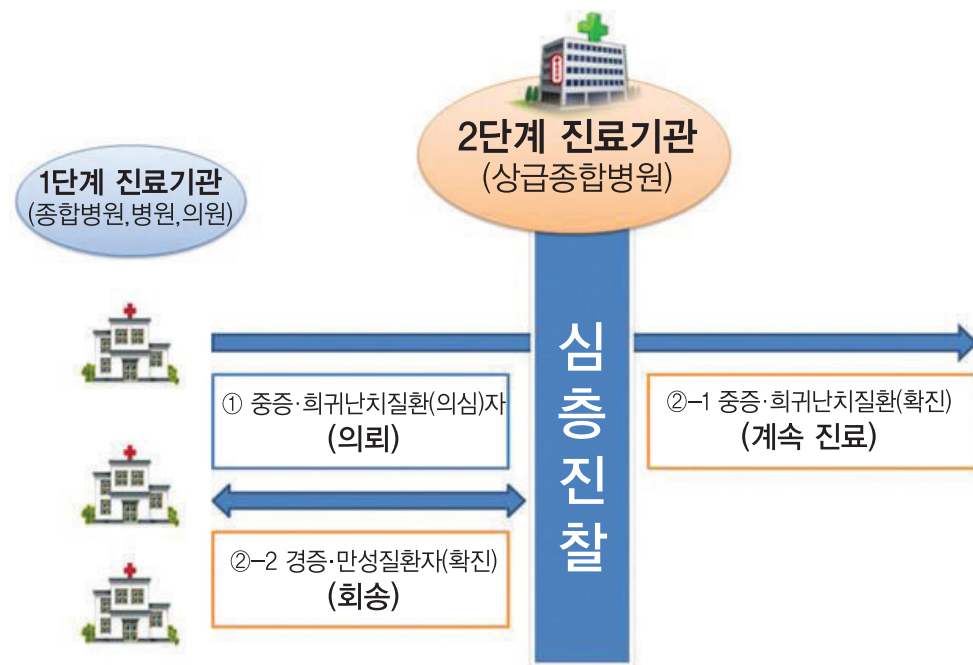 2단계 진료기관
(상급종합병원)
1단계 진료기관
(종합병원,병원,의원)
심층진찰
① 중증·희귀난치질환(의심)자
(의뢰)
②-1 중증·희귀난치질환(확진)
(계속 진료)
②-2 경증·만성질환자(확진)
(회송)